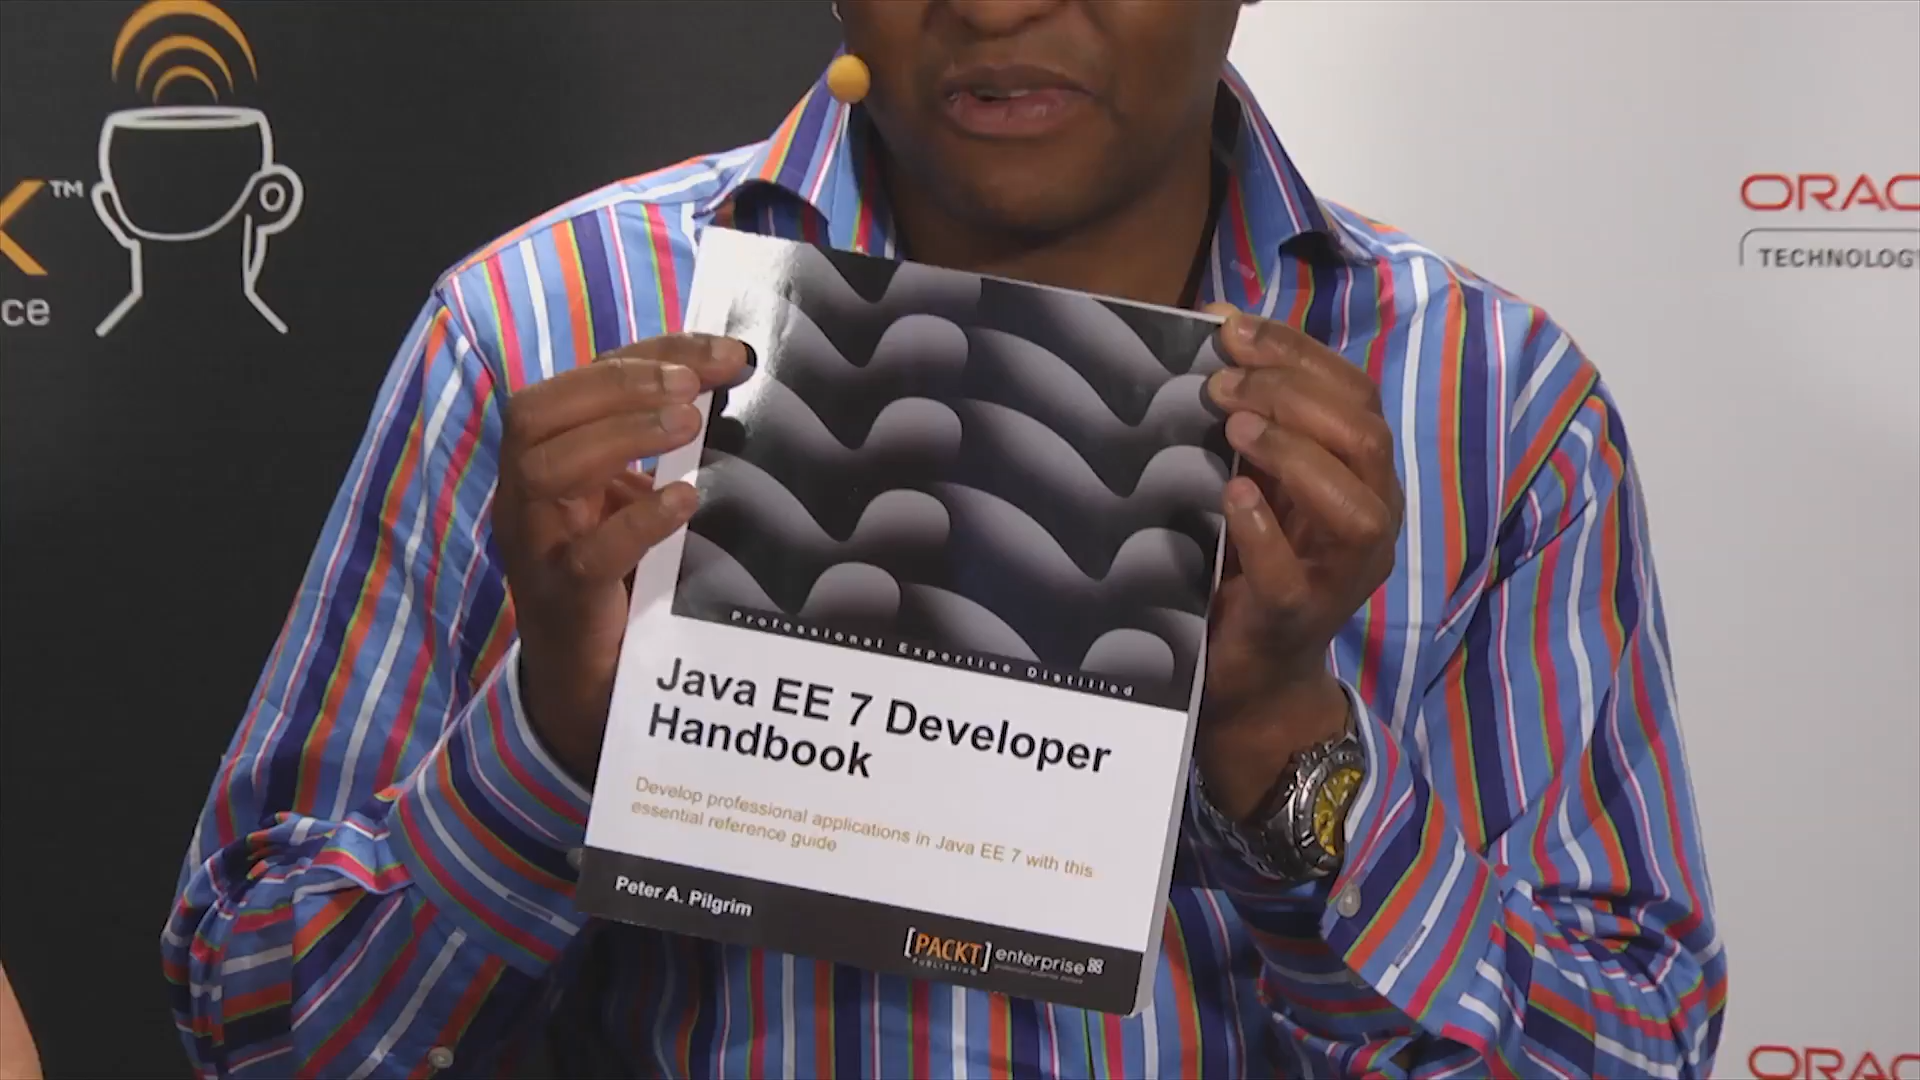 K™
ce
ORAC
TECHNOLOG
Professional Expertise Distilled
Java EE 7 Developer
Handbook
Develop professional applications in Java EE 7 with this
essential reference guide
Peter A. Pilgrim
[PACKT] enterprise
PUBLISHING
ORAC